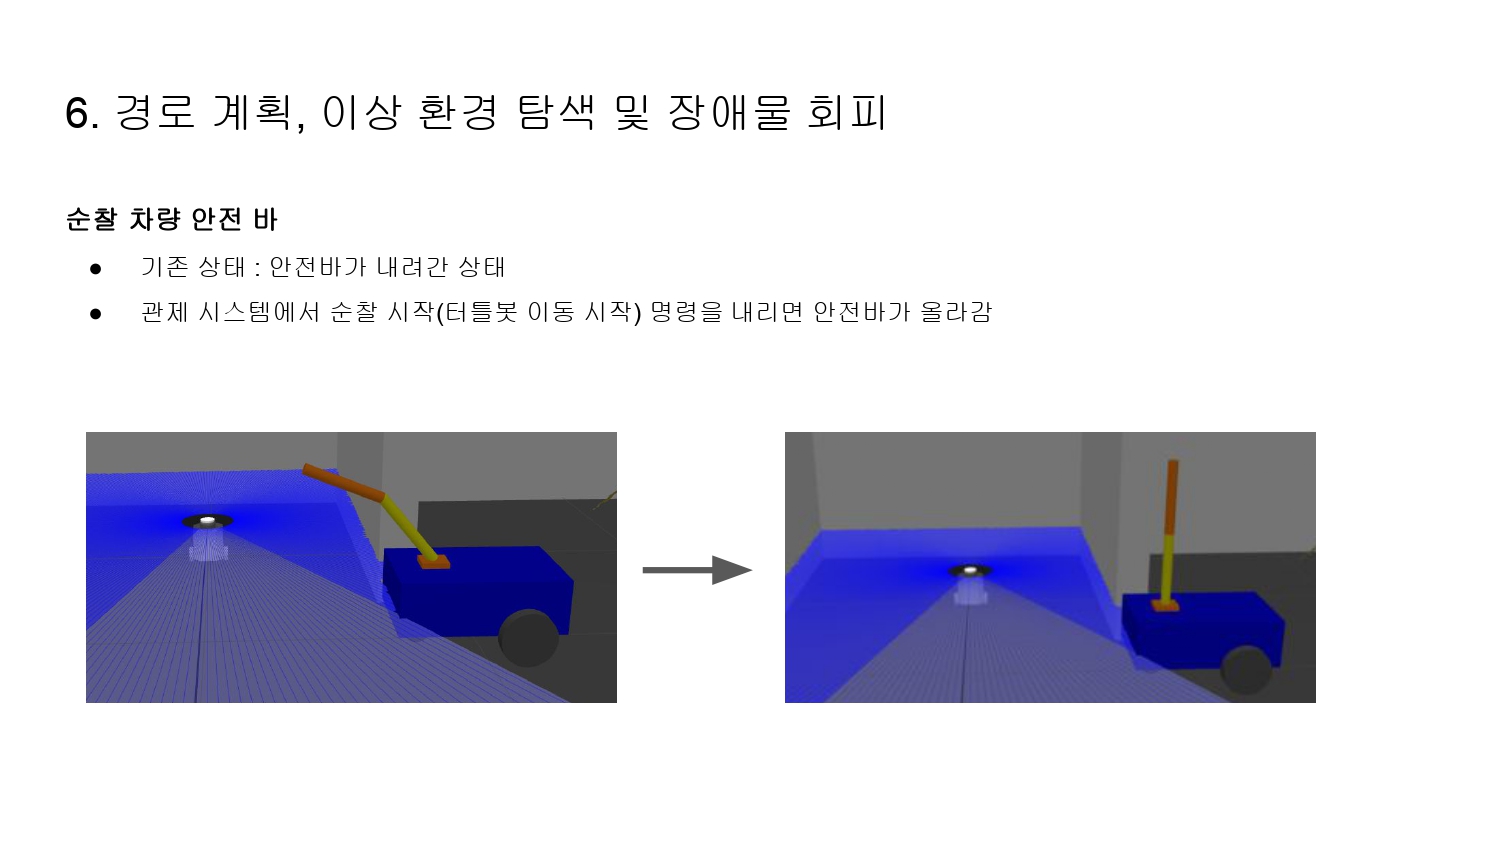 6. 경로 계획, 이상 환경 탐색 및 장애물 회피
순찰 차량 안전 바
● 기존 상태 : 안전바가 내려간 상태
● 관제 시스템에서 순찰 시작(터틀봇 이동 시작) 명령을 내리면 안전바가 올라감